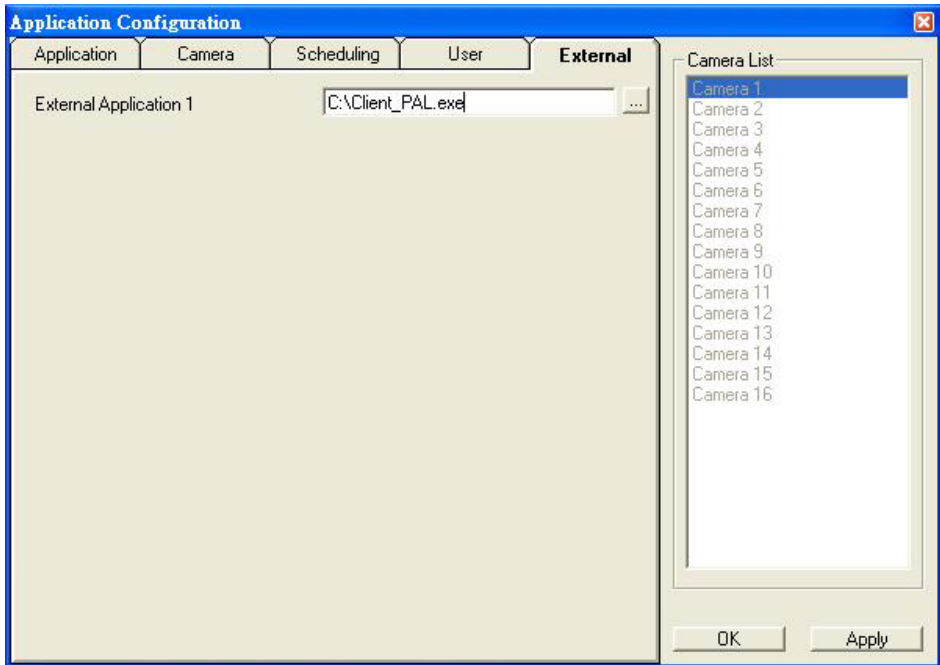 Application Configuration
Application Camera Scheduling User External
External Application 1 C:\Client_PAL.exe ...
Camera List
Camera 1
Camera 2
Camera 3
Camera 4
Camera 5
Camera 6
Camera 7
Camera 8
Camera 9
Camera 10
Camera 11
Camera 12
Camera 13
Camera 14
Camera 15
Camera 16
OK Apply